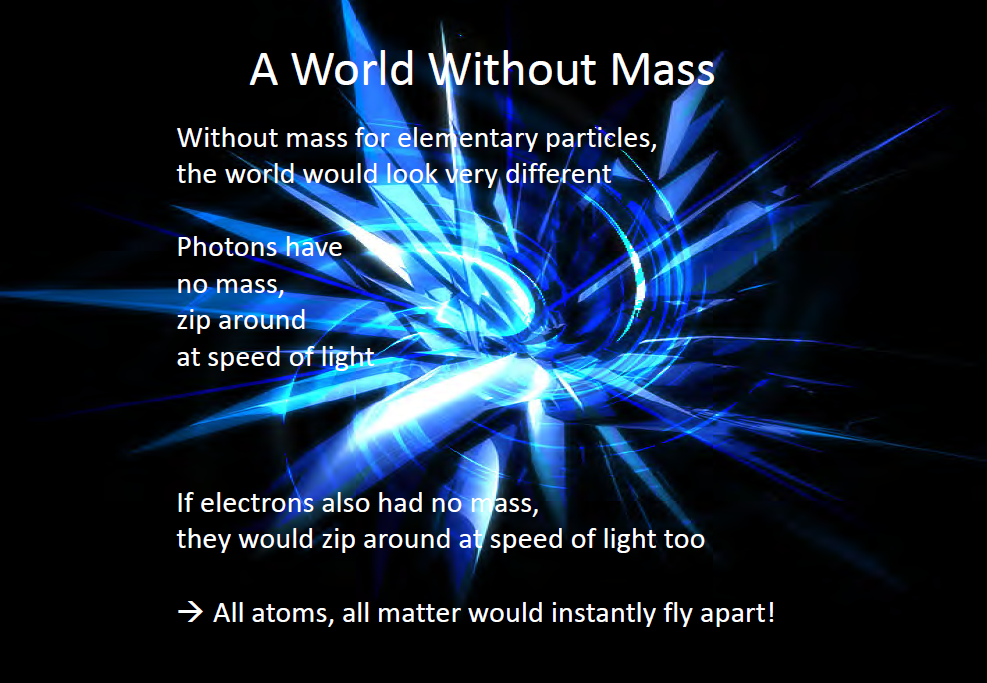 A World Without Mass
Without mass for elementary particles,
the world would look very different
Photons have
no mass,
zip around
at speed of light
If electrons also had no mass,
they would zip around at speed of light too
→ All atoms, all matter would instantly fly apart!